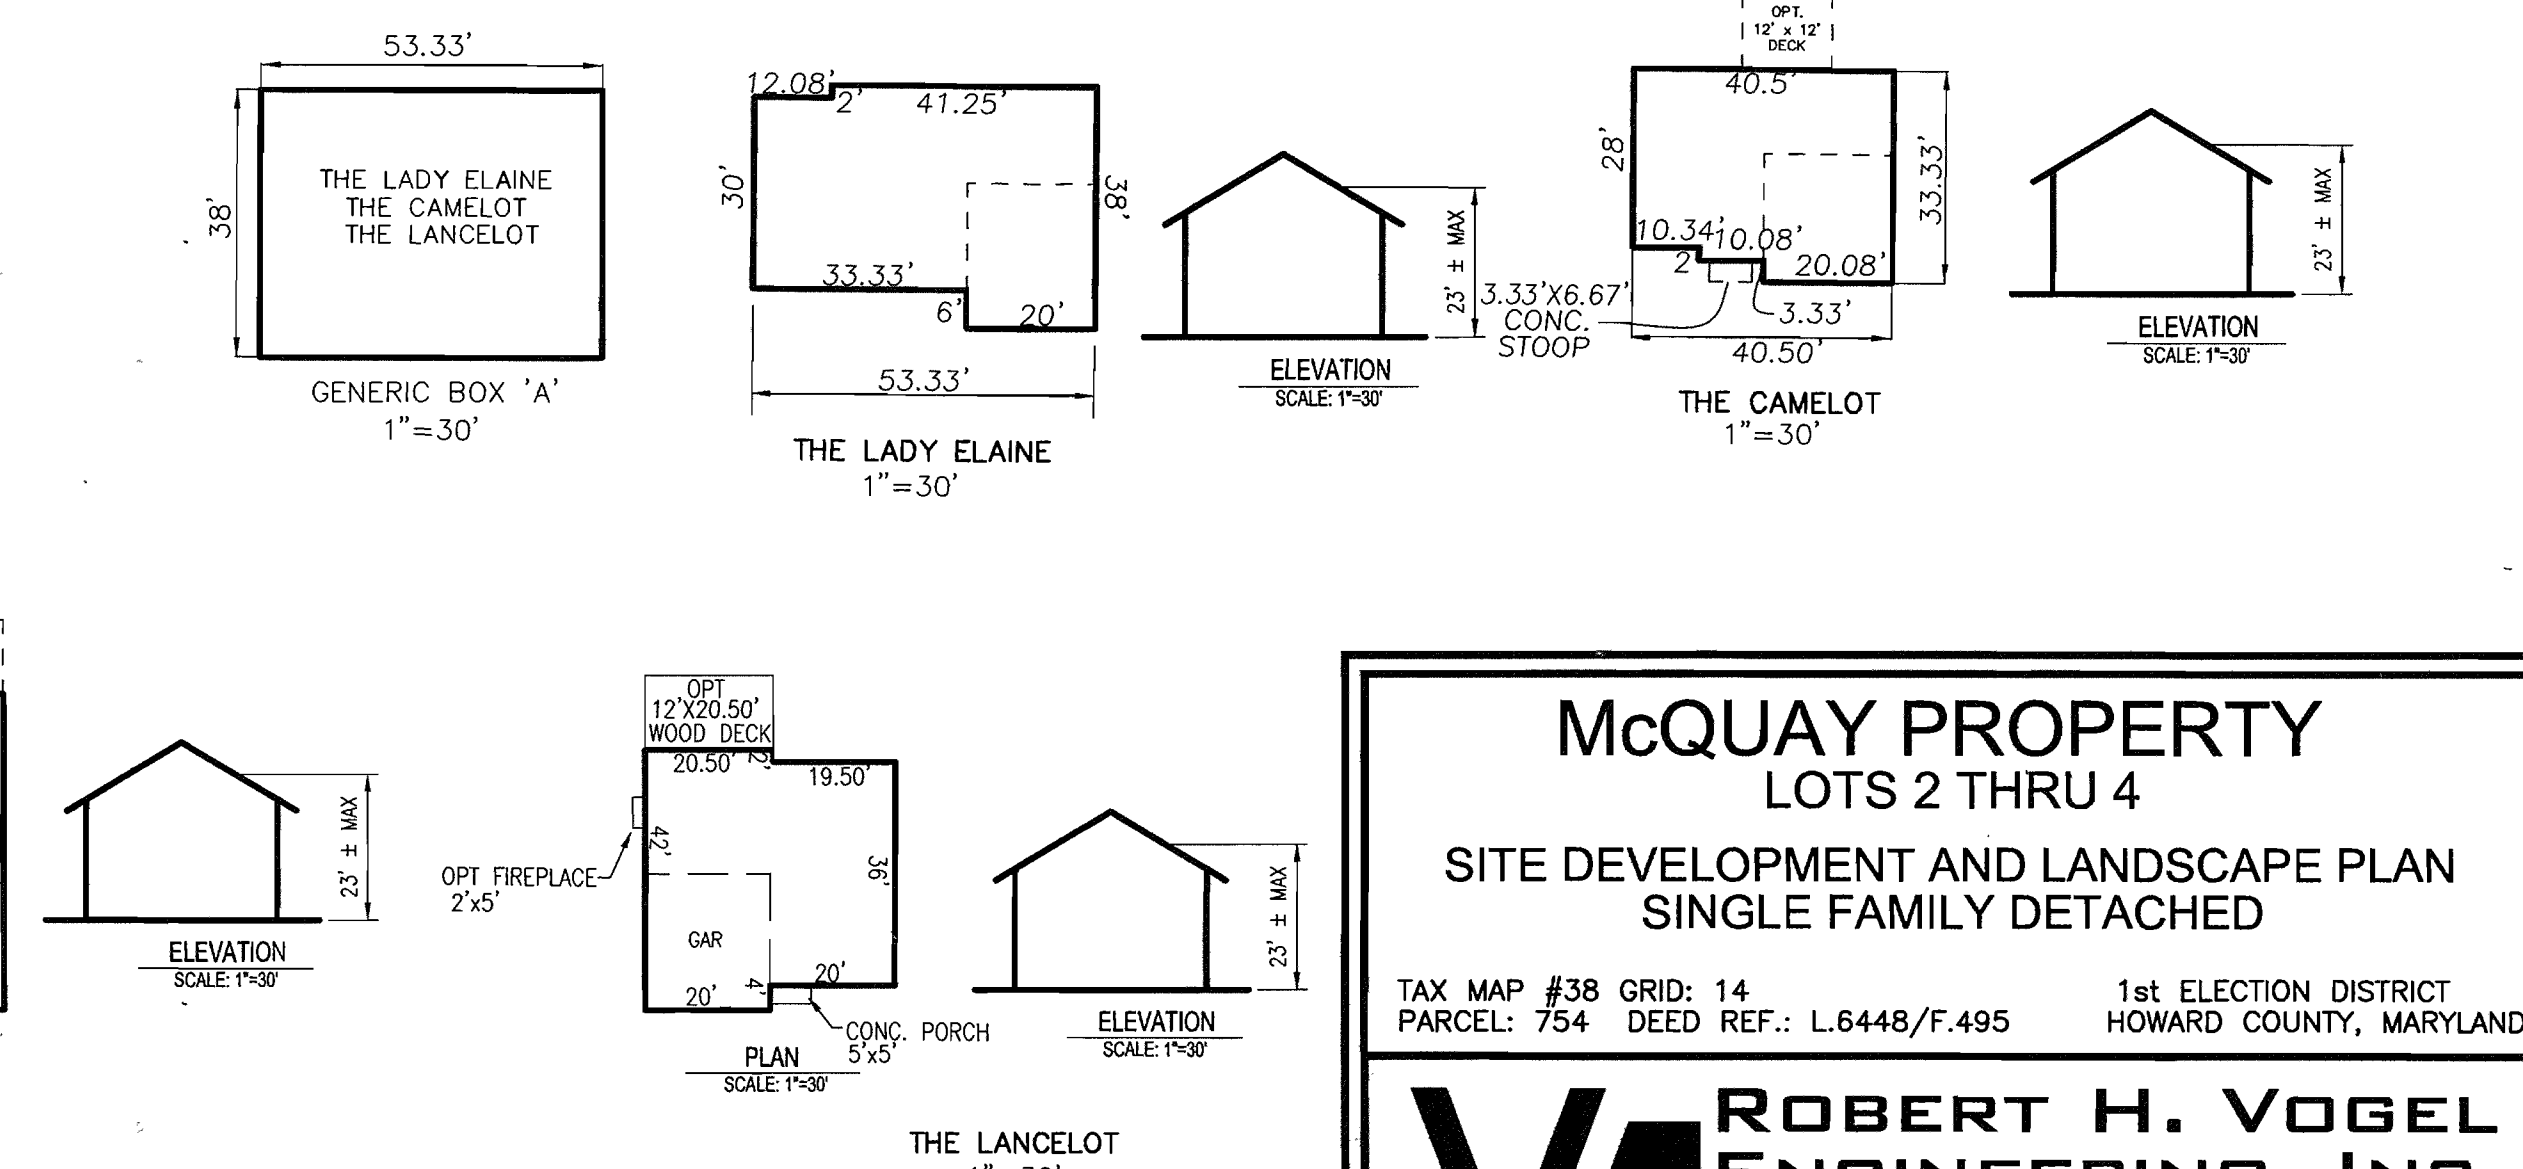 53.33'
38'
THE LADY ELAINE
THE CAMELOT
THE LANCELOT
GENERIC BOX 'A'
1"=30'
12.08'
2'
41.25'
30'
38'
33.33'
6'
20'
53.33'
THE LADY ELAINE
1"=30'
23' ± MAX
ELEVATION
SCALE: 1"=30'
OPT.
12' x 12'
DECK
40.5'
28'
33.33'
10.34'
10.08'
2'
20.08'
3.33'X6.67'
CONC.
STOOP
3.33'
40.50'
THE CAMELOT
1"=30'
23' ± MAX
ELEVATION
SCALE: 1"=30'
23' ± MAX
ELEVATION
SCALE: 1"=30'
OPT
12'X20.50'
WOOD DECK
20.50'
2'
19.50'
42'
36'
OPT FIREPLACE
2'x5'
GAR
20'
4'
20'
CONC. PORCH
5'x5'
PLAN
SCALE: 1"=30'
23' ± MAX
ELEVATION
SCALE: 1"=30'
THE LANCELOT
1"=30'
McQUAY PROPERTY
LOTS 2 THRU 4
SITE DEVELOPMENT AND LANDSCAPE PLAN
SINGLE FAMILY DETACHED
TAX MAP #38 GRID: 14
PARCEL: 754 DEED REF.: L.6448/F.495
1st ELECTION DISTRICT
HOWARD COUNTY, MARYLAND
ROBERT H. VOGEL
ENGINEERING, INC.